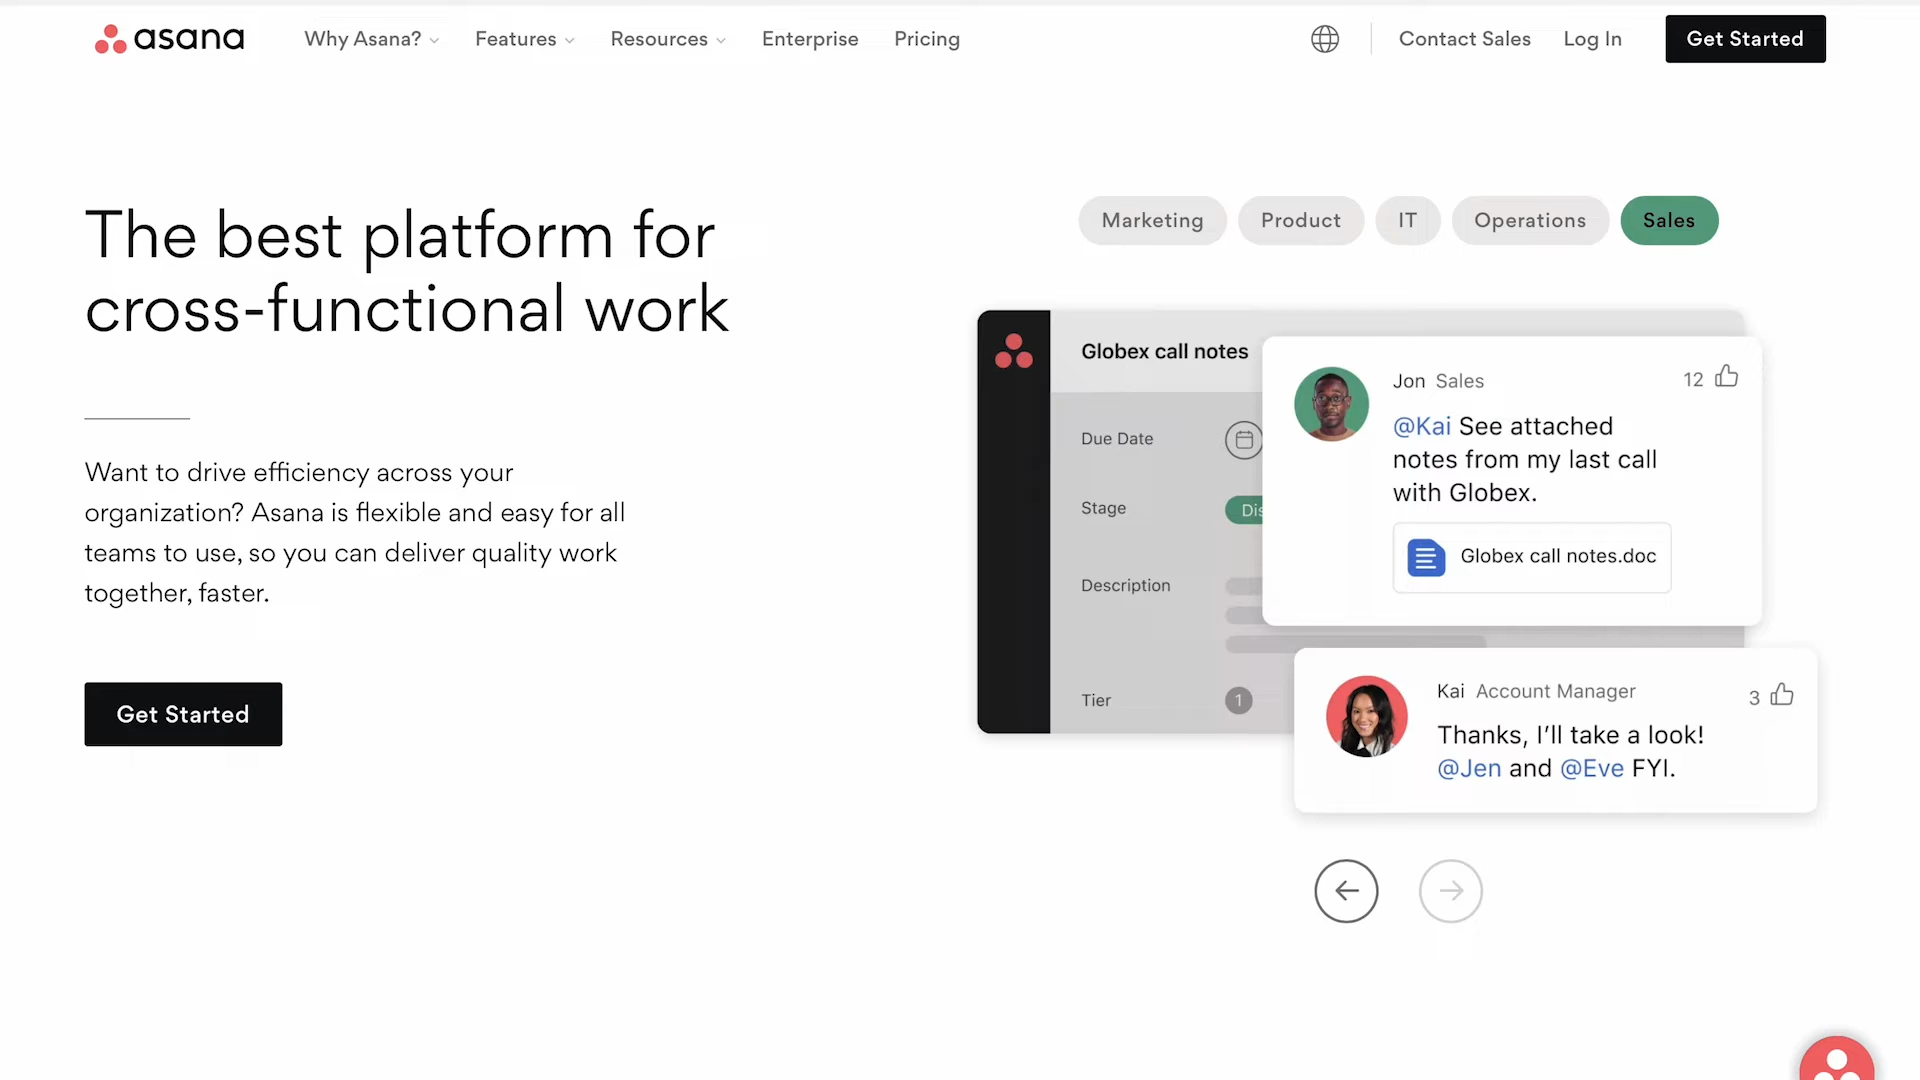 asana
Why Asana?
Features
Resources
Enterprise
Pricing
Contact Sales
Log In
Get Started
The best platform for
cross-functional work
Want to drive efficiency across your
organization? Asana is flexible and easy for all
teams to use, so you can deliver quality work
together, faster.
Get Started
Marketing
Product
IT
Operations
Sales
Globex call notes
Due Date
Stage
Dis
Description
Tier
1
Jon Sales
12
@Kai See attached
notes from my last call
with Globex.
Globex call notes.doc
Kai Account Manager
3
Thanks, I’ll take a look!
@Jen and @Eve FYI.